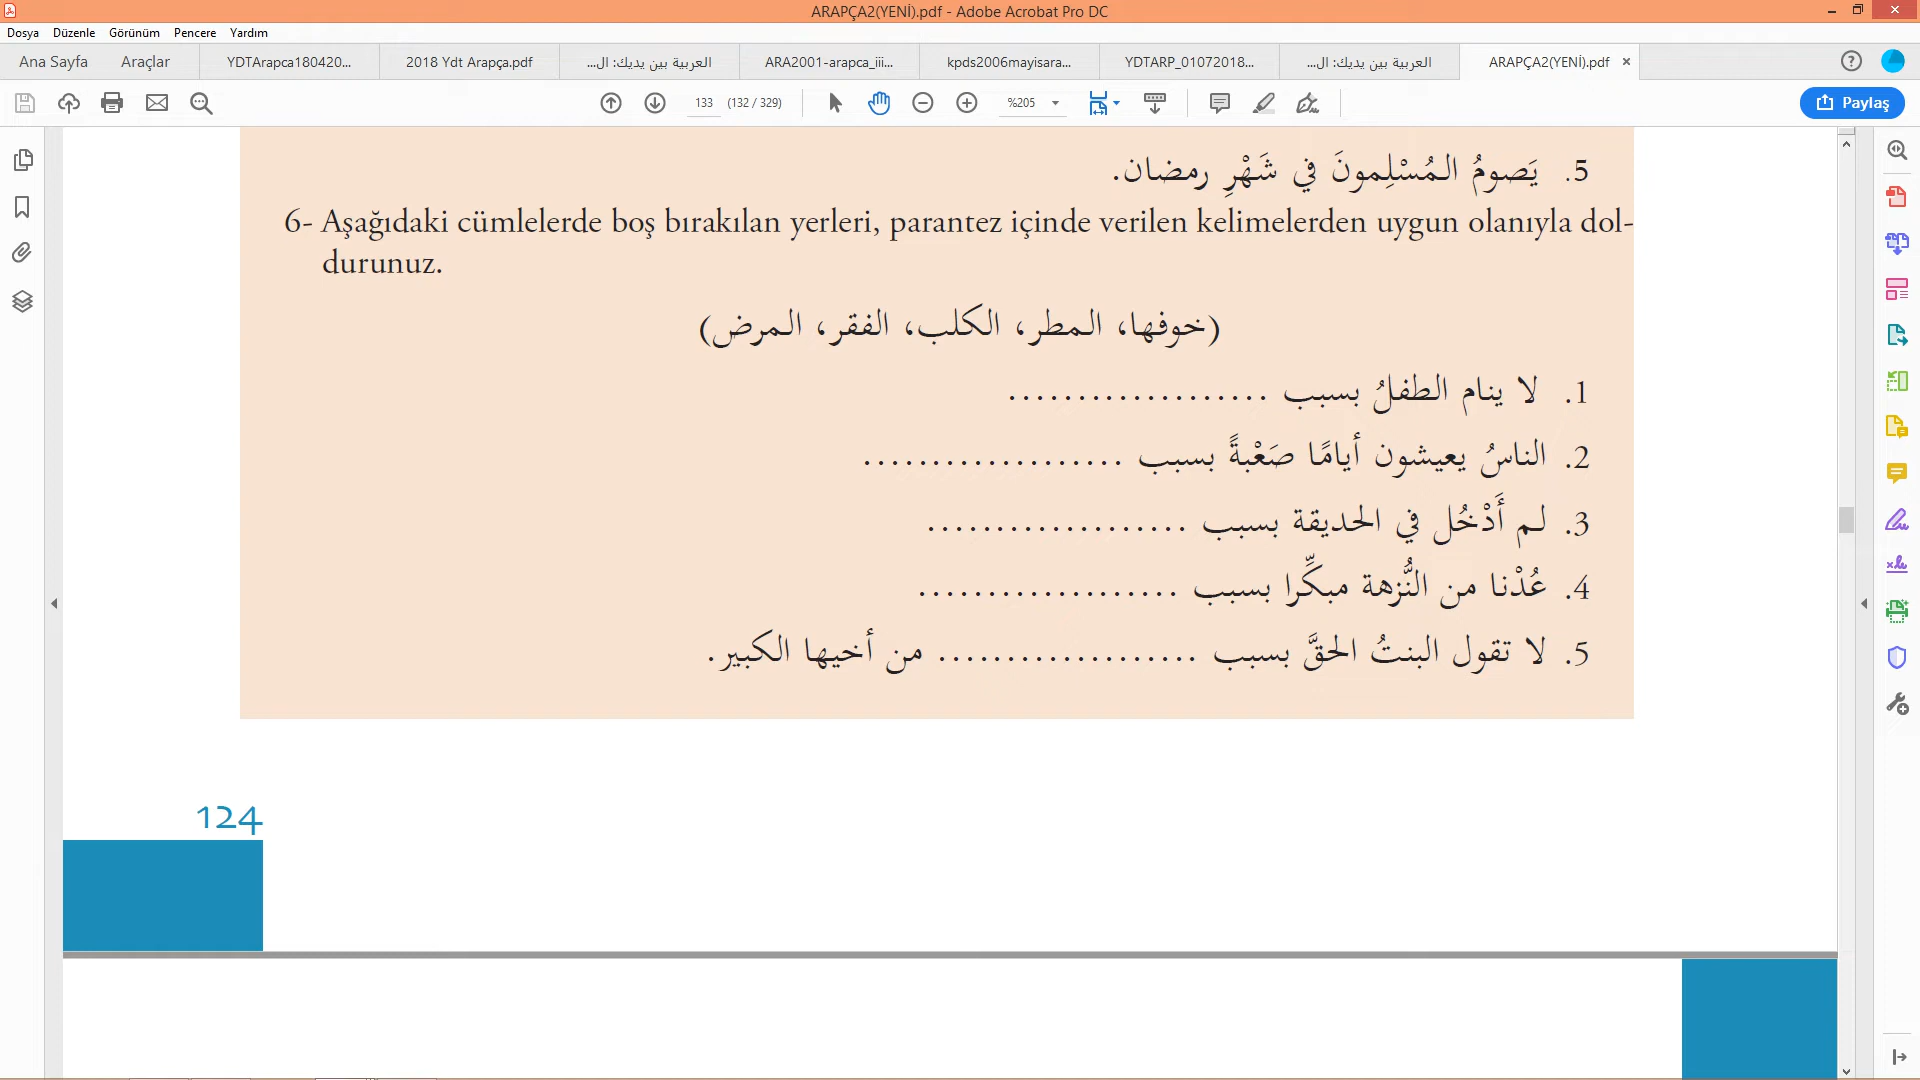 ARAPÇA2(YENİ).pdf - Adobe Acrobat Pro DC
Dosya Düzenle Görünüm Pencere Yardım
Ana Sayfa Araçlar YDTArapca180420... 2018 Ydt Arapça.pdf العربية بين يديك: ال... ARA2001-arapca_iii... kpds2006mayisara... YDTARP_01072018... العربية بين يديك: ال... ARAPÇA2(YENİ).pdf ×
133 (132 / 329) %205 Paylaş
5. يَصومُ المُسْلِمونَ في شَهْرِ رمضان.
6- Aşağıdaki cümlelerde boş bırakılan yerleri, parantez içinde verilen kelimelerden uygun olanıyla dol-
durunuz.
(خوفها، المطر، الكلب، الفقر، المرض)
1. لا ينام الطفلُ بسبب ...................
2. الناسُ يعيشون أيامًا صَعْبةً بسبب ...................
3. لم أَدْخُل في الحديقة بسبب ...................
4. عُدْنا من النُّزهة مبكِّرا بسبب ...................
5. لا تقول البنتُ الحقَّ بسبب ................... من أخيها الكبير.
124